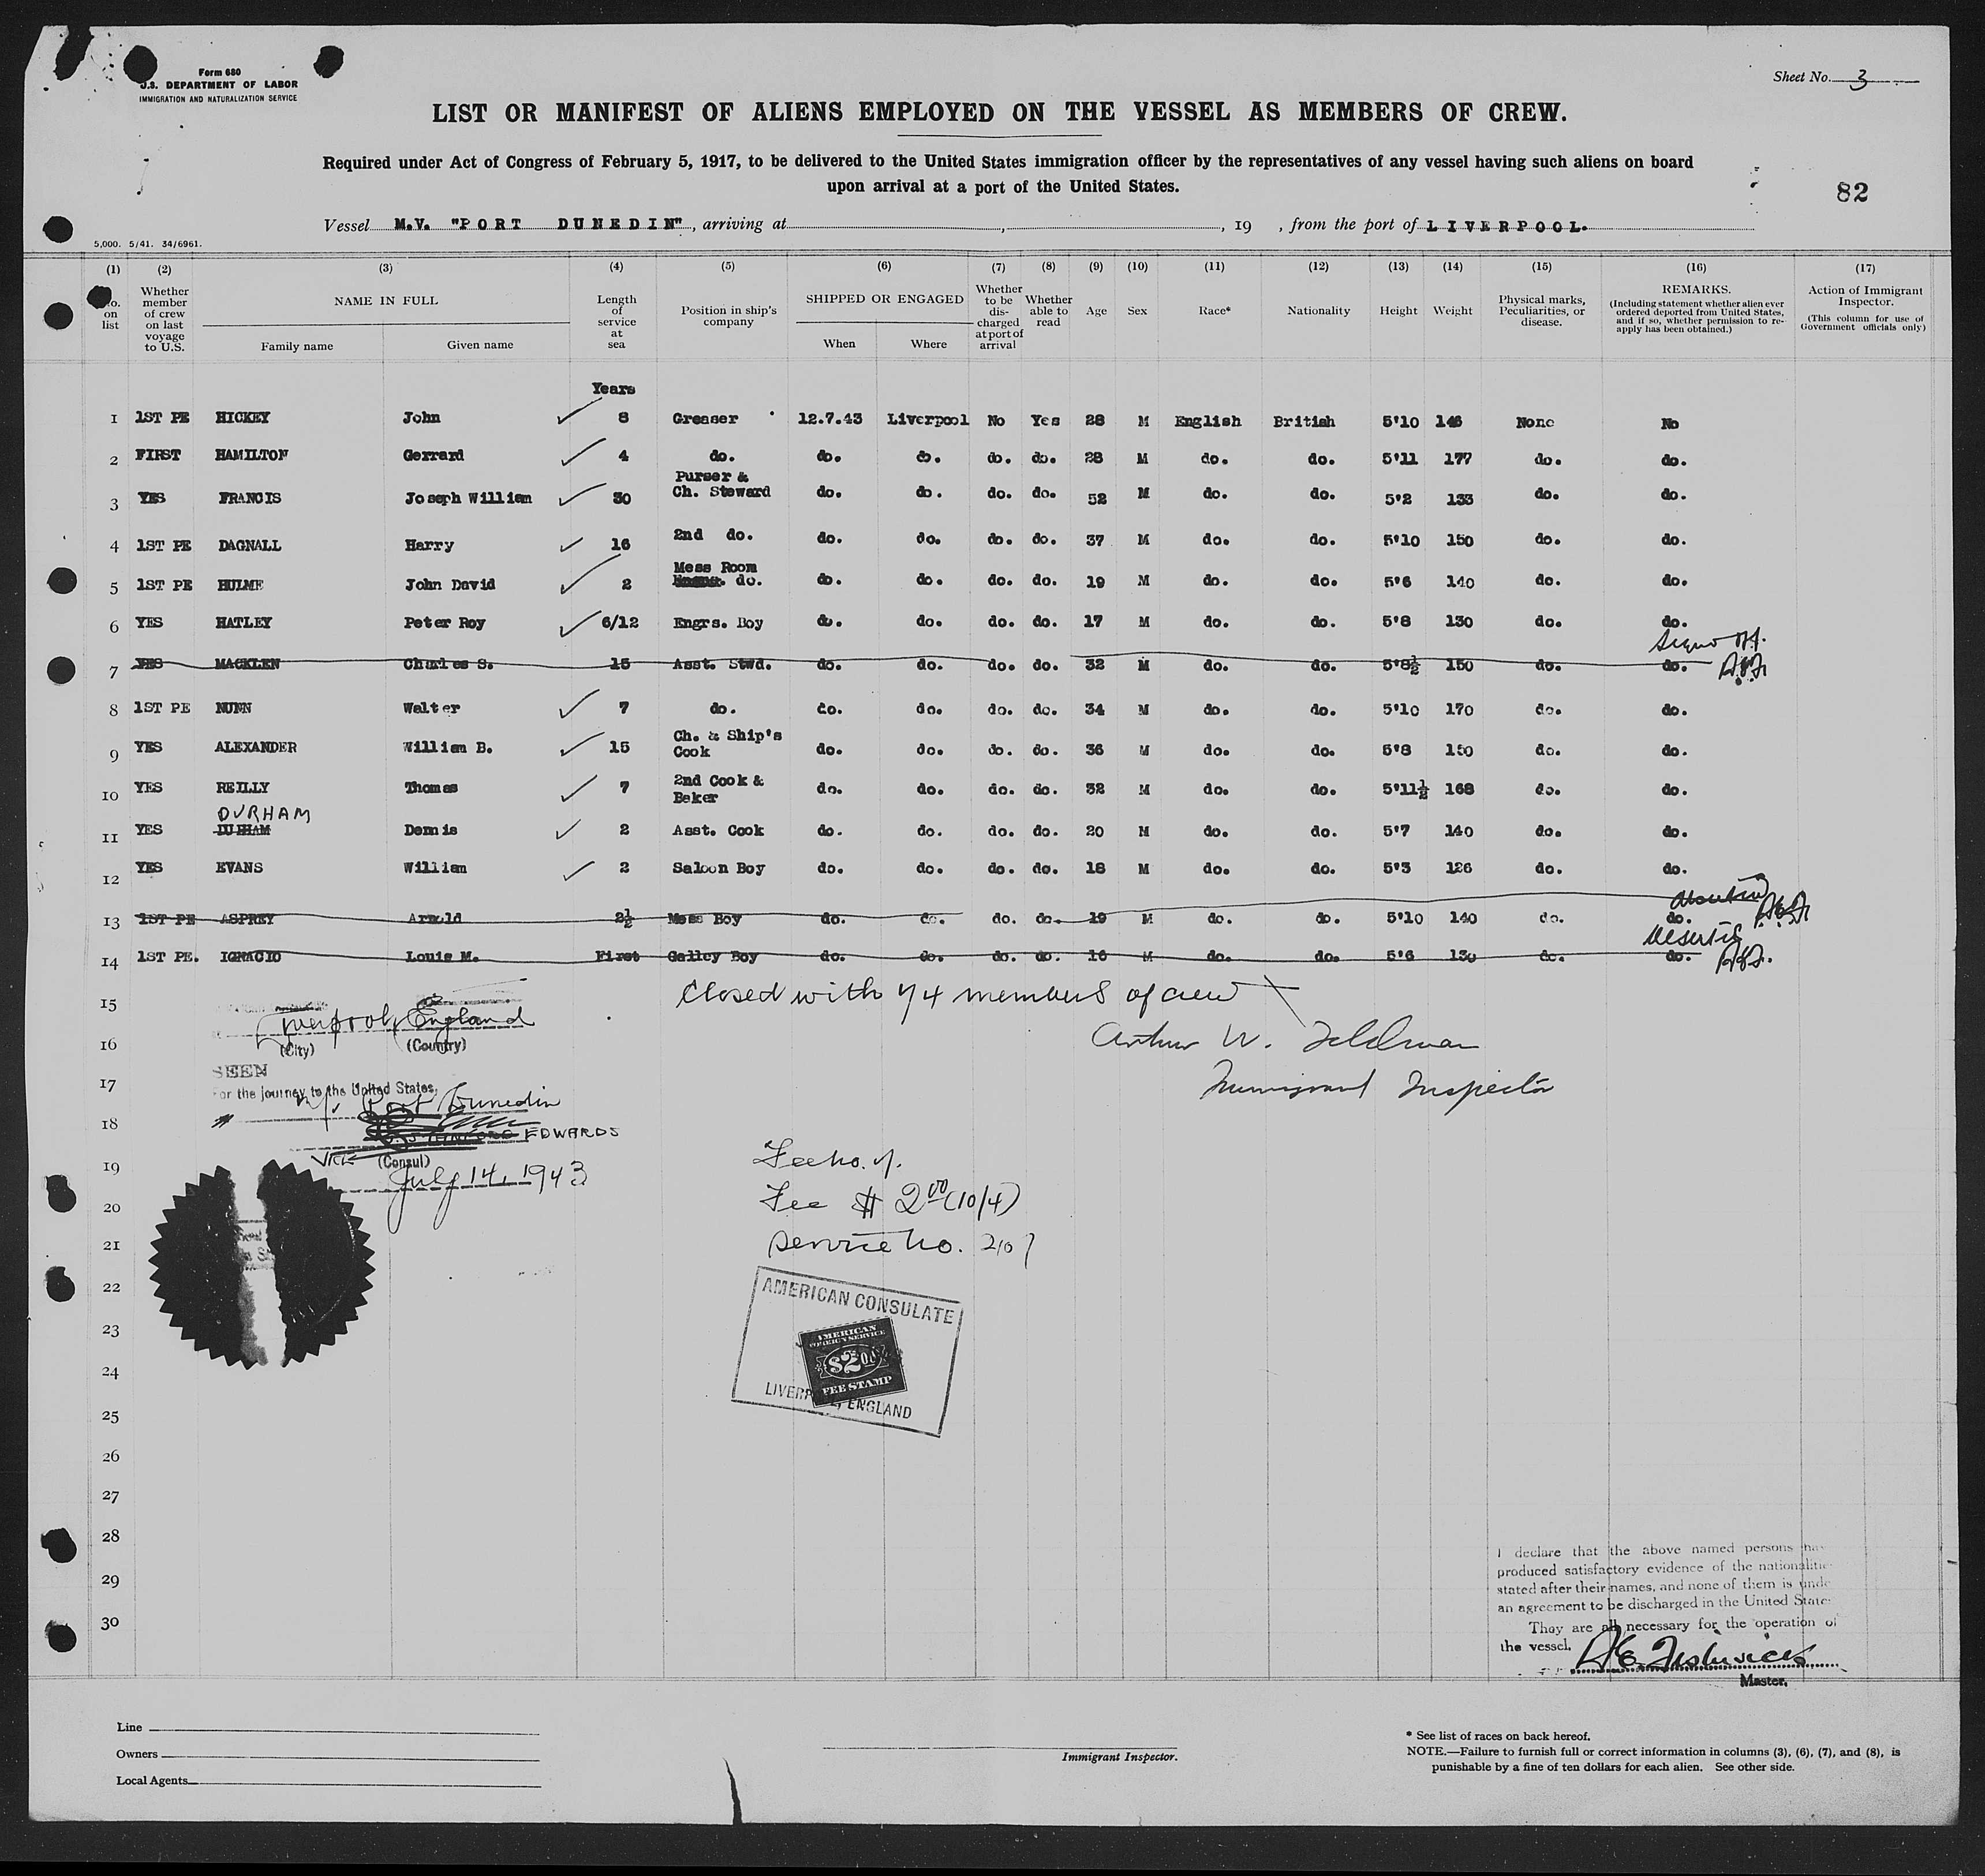 Form 680
U.S. DEPARTMENT OF LABOR
IMMIGRATION AND NATURALIZATION SERVICE
Sheet No. 3
LIST OR MANIFEST OF ALIENS EMPLOYED ON THE VESSEL AS MEMBERS OF CREW.
Required under Act of Congress of February 5, 1917, to be delivered to the United States immigration officer by the representatives of any vessel having such aliens on board
upon arrival at a port of the United States.
82
Vessel M.V. "PORT DUNEDIN", arriving at , , 19 , from the port of LIVERPOOL.
5,000. 5/41. 34/6961.
(1) (2) (3) (4) (5) (6) (7) (8) (9) (10) (11) (12) (13) (14) (15) (16) (17)
No. on list
Whether member of crew on last voyage to U.S.
NAME IN FULL
Family name Given name
Length of service at sea
Position in ship's company
SHIPPED OR ENGAGED
When Where
Whether to be discharged at port of arrival
Whether able to read
Age Sex Race* Nationality Height Weight
Physical marks, Peculiarities, or disease.
REMARKS.
(Including statement whether alien ever ordered deported from United States, and if so, whether permission to re-apply has been obtained.)
Action of Immigrant Inspector.
(This column for use of Government officials only)
Years
1 1ST PE HICKEY John 8 Greaser 12.7.43 Liverpool No Yes 28 M English British 5'10 146 None No
2 FIRST HAMILTON Gerrard 4 do. do. do. do. do. 28 M do. do. 5'11 177 do. do.
3 YES FRANCIS Joseph William 30 Purser & Ch. Steward do. do. do. do. 52 M do. do. 5'2 133 do. do.
4 1ST PE DAGNALL Harry 16 2nd do. do. do. do. do. 37 M do. do. 5'10 150 do. do.
5 1ST PE HULME John David 2 Mess Room do. do. do. do. do. 19 M do. do. 5'6 140 do. do.
6 YES HATLEY Peter Roy 6/12 Engrs. Boy do. do. do. do. 17 M do. do. 5'8 130 do. do.
7 YES MACKLEN Charles S. 15 Asst. Stwd. do. do. do. do. 32 M do. do. 5'8½ 150 do. do.
8 1ST PE NUNN Walter 7 do. do. do. do. do. 34 M do. do. 5'10 170 do. do.
9 YES ALEXANDER William B. 15 Ch. & Ship's Cook do. do. do. do. 36 M do. do. 5'8 150 do. do.
10 YES REILLY Thomas 7 2nd Cook & Baker do. do. do. do. 32 M do. do. 5'11½ 168 do. do.
DURHAM
11 YES Dennis 2 Asst. Cook do. do. do. do. 20 M do. do. 5'7 140 do. do.
12 YES EVANS William 2 Saloon Boy do. do. do. do. 18 M do. do. 5'3 126 do. do.
13 1ST PE ASPREY Arnold 2½ Mess Boy do. do. do. do. 19 M do. do. 5'10 140 do. do.
14 1ST PE. IGNACIO Louis M. First Galley Boy do. do. do. do. 16 M do. do. 5'6 130 do. do.
Closed with 74 members of crew
Arthur W. Feldman
Immigrant Inspector
15
16
17
18
19
20
21
22
23
24
25
26
27
28
29
30
Liverpool, England
(City) (Country)
SEEN
For the journey to the United States,
Port Dunedin
EDWARDS
VICE (Consul)
July 14, 1943
Fee no. 7.
Fee $ 2.00 (10/4)
Service No. 2107
AMERICAN CONSULATE
AMERICAN
FOREIGN SERVICE
$2.00
FEE STAMP
LIVERPOOL, ENGLAND
I declare that the above named persons ha
produced satisfactory evidence of the nationalitie
stated after their names, and none of them is unde
an agreement to be discharged in the United State
They are all necessary for the operation of
the vessel.
Master.
Line
Owners
Local Agents
Immigrant Inspector.
* See list of races on back hereof.
NOTE.—Failure to furnish full or correct information in columns (3), (6), (7), and (8), is
punishable by a fine of ten dollars for each alien. See other side.